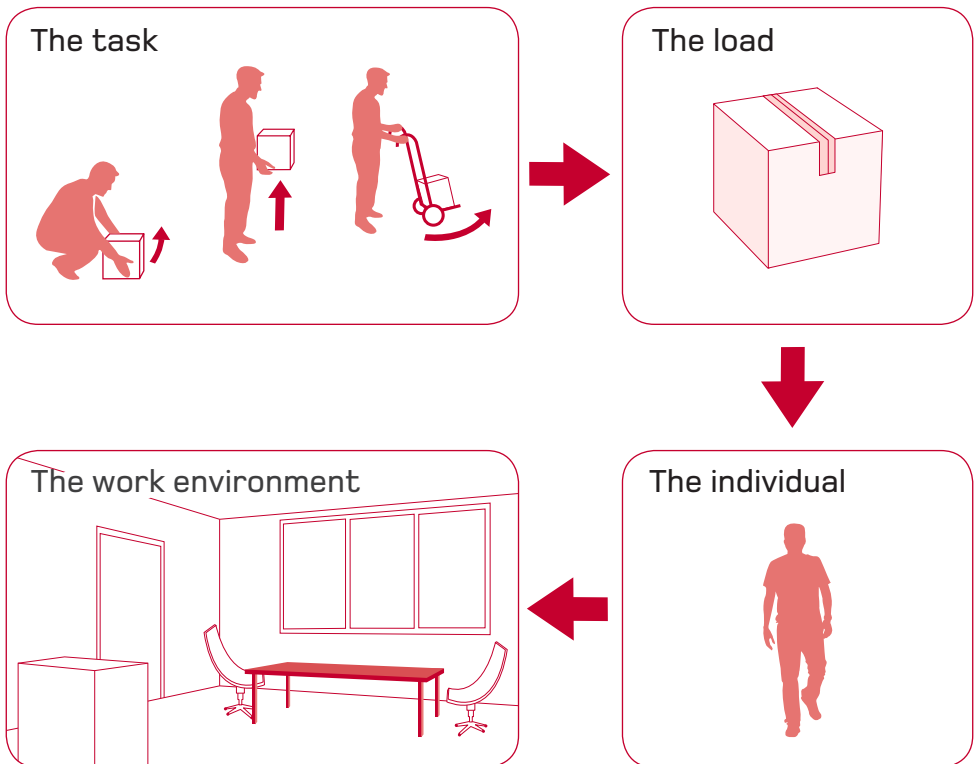 The task
The load
The work environment
The individual